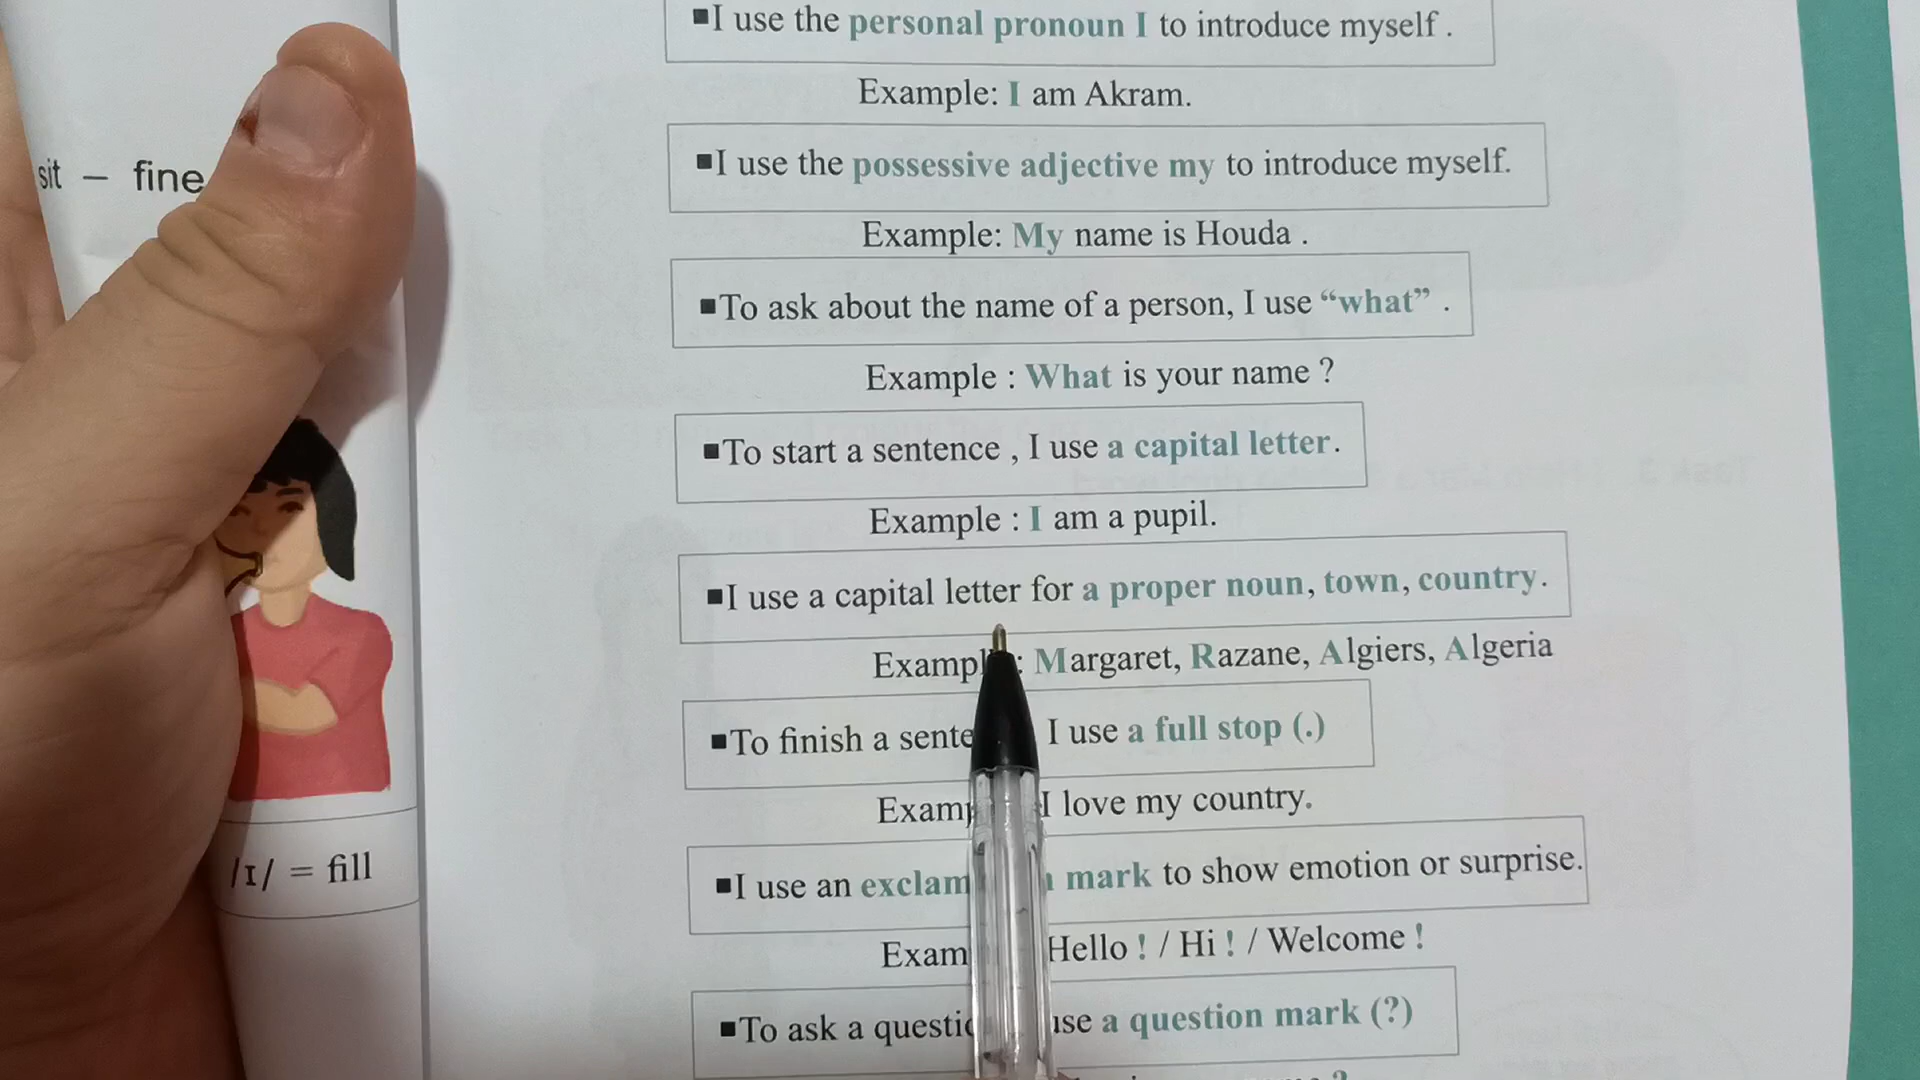 ■I use the personal pronoun I to introduce myself .
Example: I am Akram.
■I use the possessive adjective my to introduce myself.
Example: My name is Houda .
■To ask about the name of a person, I use “what” .
Example : What is your name ?
■To start a sentence , I use a capital letter.
Example : I am a pupil.
■I use a capital letter for a proper noun, town, country.
: Margaret, Razane, Algiers, Algeria
■To finish a I use a full stop (.)
I love my country.
■I use an mark to show emotion or surprise.
Hello ! / Hi ! / Welcome !
■To ask a a question mark (?)
sit – fine
/ɪ/ = fill